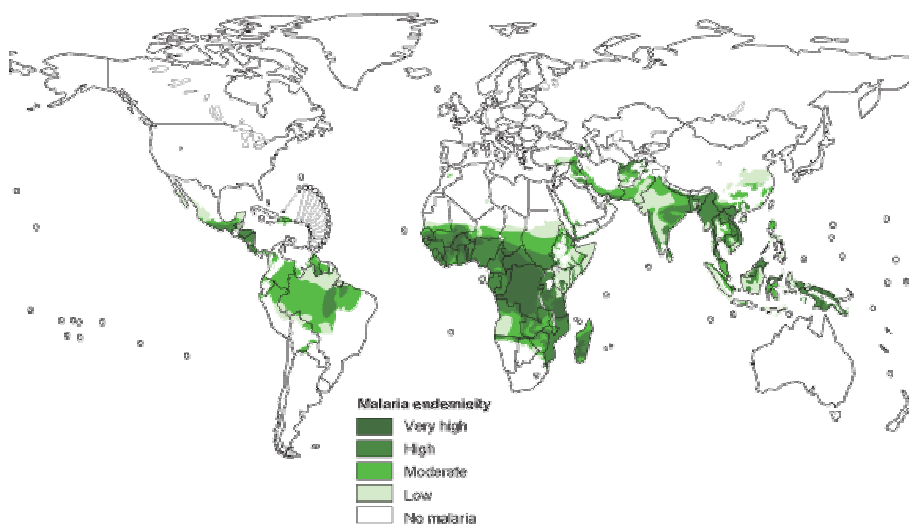 Malaria endemicity
Very high
High
Moderate
Low
No malaria